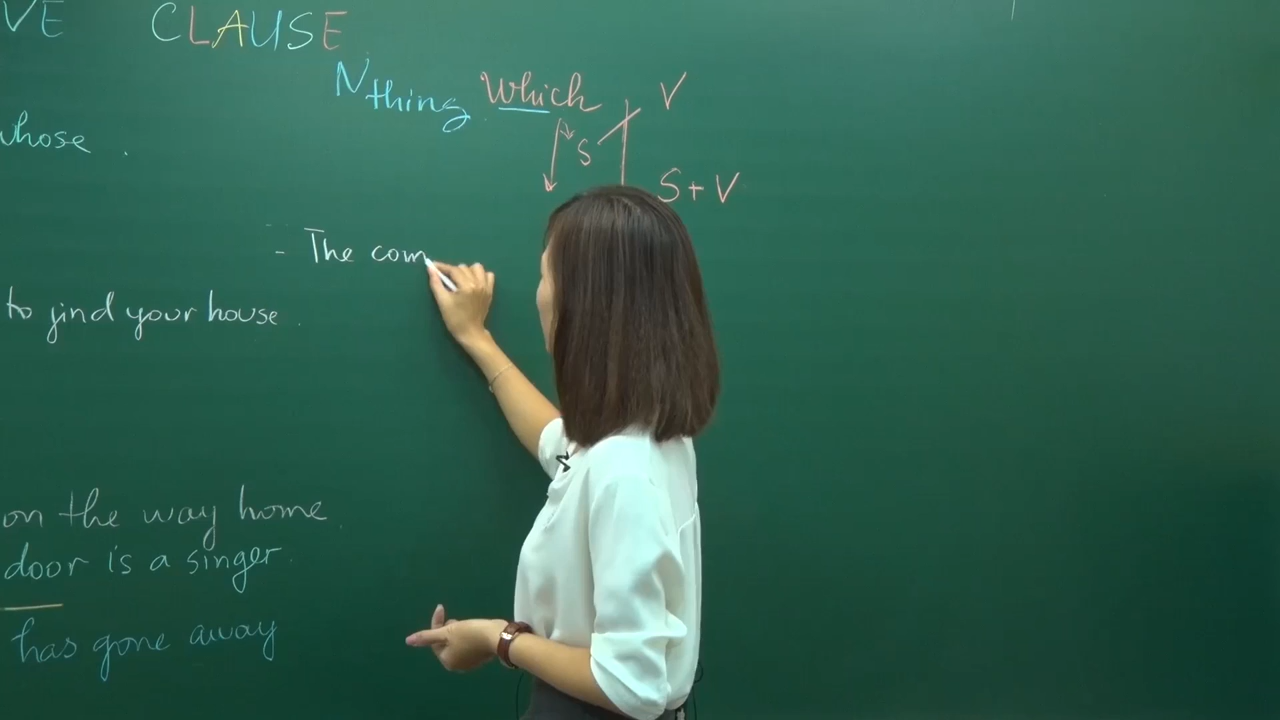 VE CLAUSE
N thing which V
whose .
S
S + V
- The com
to find your house .
on the way home .
door is a singer .
has gone away